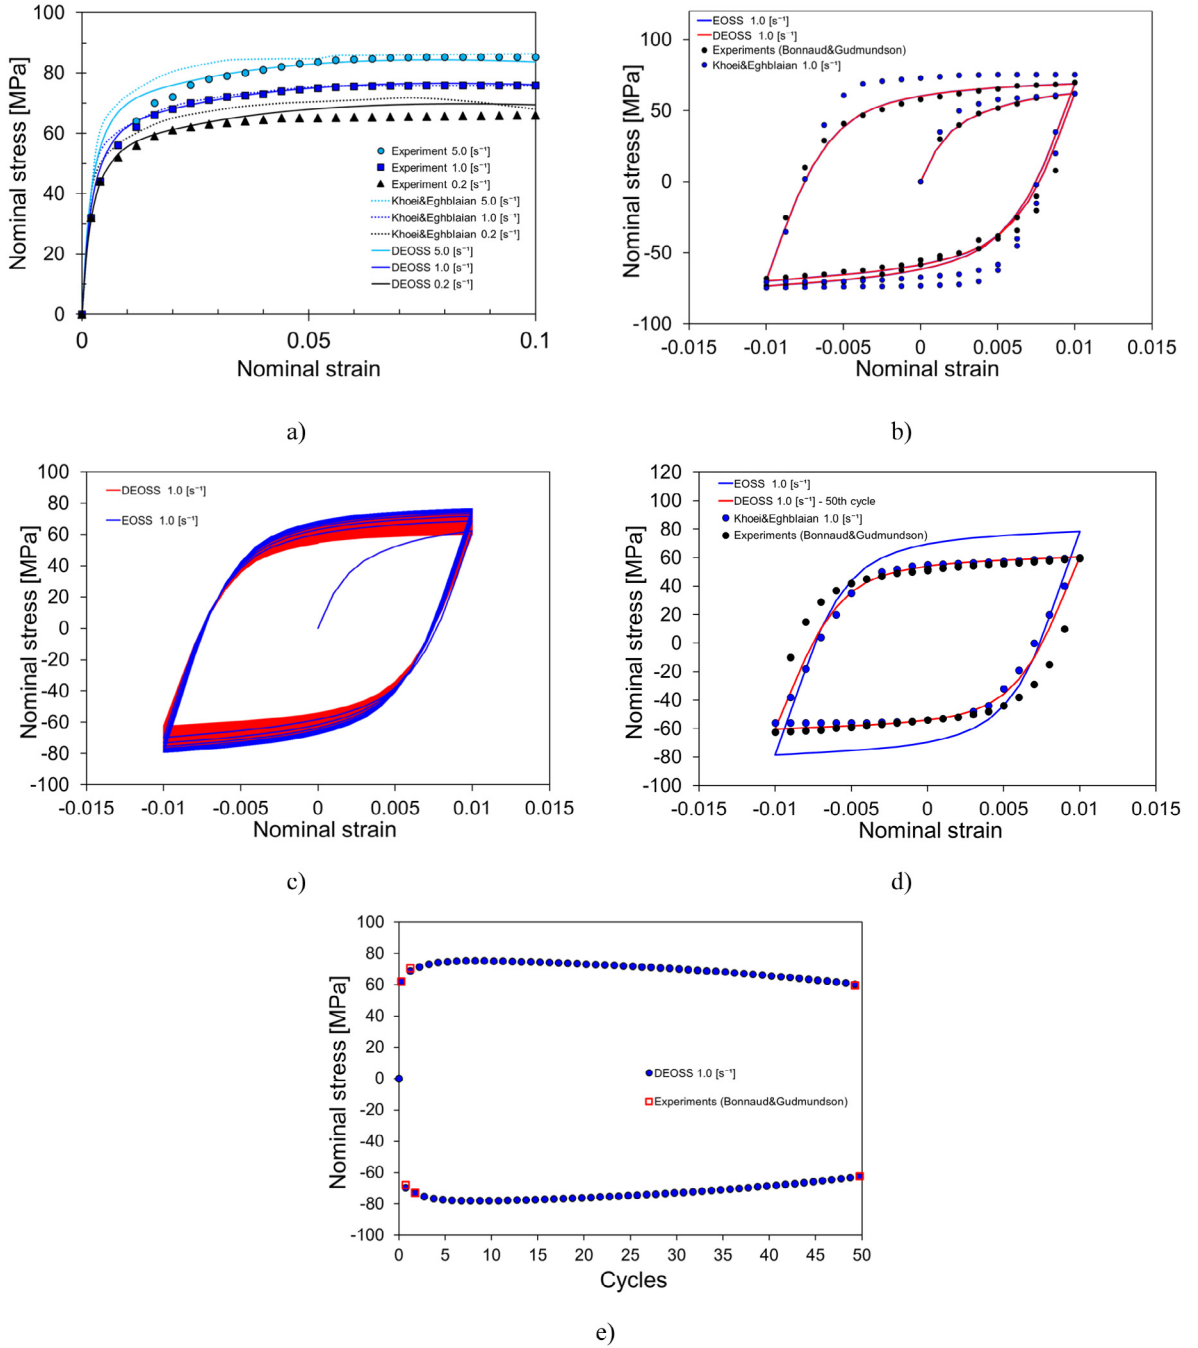 100
80
60
40
20
0
Nominal stress [MPa]
Experiment 5.0 [s⁻¹]
Experiment 1.0 [s⁻¹]
Experiment 0.2 [s⁻¹]
Khoei&Eghblaian 5.0 [s⁻¹]
Khoei&Eghblaian 1.0 [s⁻¹]
Khoei&Eghblaian 0.2 [s⁻¹]
DEOSS 5.0 [s⁻¹]
DEOSS 1.0 [s⁻¹]
DEOSS 0.2 [s⁻¹]
0 0.05 0.1
Nominal strain
a)
100
50
0
-50
-100
Nominal stress [MPa]
EOSS 1.0 [s⁻¹]
DEOSS 1.0 [s⁻¹]
Experiments (Bonnaud&Gudmundson)
Khoei&Eghblaian 1.0 [s⁻¹]
-0.015 -0.01 -0.005 0 0.005 0.01 0.015
Nominal strain
b)
100
80
60
40
20
0
-20
-40
-60
-80
-100
Nominal stress [MPa]
DEOSS 1.0 [s⁻¹]
EOSS 1.0 [s⁻¹]
-0.015 -0.01 -0.005 0 0.005 0.01 0.015
Nominal strain
c)
120
100
80
60
40
20
0
-20
-40
-60
-80
-100
Nominal stress [MPa]
EOSS 1.0 [s⁻¹]
DEOSS 1.0 [s⁻¹] - 50th cycle
Khoei&Eghblaian 1.0 [s⁻¹]
Experiments (Bonnaud&Gudmundson)
-0.015 -0.01 -0.005 0 0.005 0.01 0.015
Nominal strain
d)
100
80
60
40
20
0
-20
-40
-60
-80
-100
Nominal stress [MPa]
DEOSS 1.0 [s⁻¹]
Experiments (Bonnaud&Gudmundson)
0 5 10 15 20 25 30 35 40 45 50
Cycles
e)